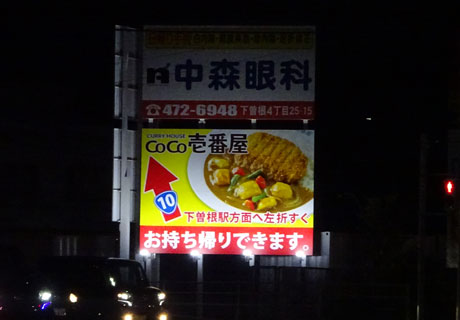 中森眼科
☎472-6948 下曽根4丁目25-15
CURRY HOUSE
CoCo壱番屋
10
下曽根駅方面へ左折すぐ
お持ち帰りできます。